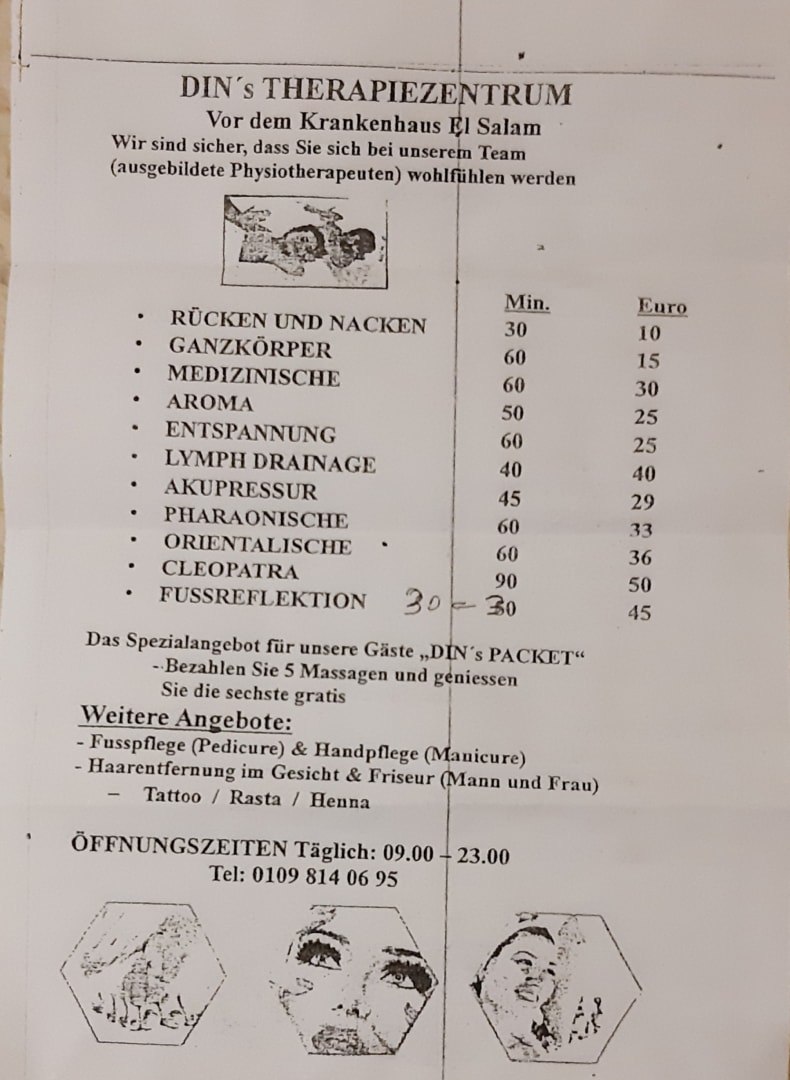 DIN´s THERAPIEZENTRUM
Vor dem Krankenhaus El Salam
Wir sind sicher, dass Sie sich bei unserem Team
(ausgebildete Physiotherapeuten) wohlfühlen werden
Min. Euro
• RÜCKEN UND NACKEN 30 10
• GANZKÖRPER 60 15
• MEDIZINISCHE 60 30
• AROMA 50 25
• ENTSPANNUNG 60 25
• LYMPH DRAINAGE 40 40
• AKUPRESSUR 45 29
• PHARAONISCHE 60 33
• ORIENTALISCHE 60 36
• CLEOPATRA 90 50
• FUSSREFLEKTION 30 - 30 45
Das Spezialangebot für unsere Gäste „DIN´s PACKET“
- Bezahlen Sie 5 Massagen und geniessen
Sie die sechste gratis
Weitere Angebote:
- Fusspflege (Pedicure) & Handpflege (Manicure)
- Haarentfernung im Gesicht & Friseur (Mann und Frau)
– Tattoo / Rasta / Henna
ÖFFNUNGSZEITEN Täglich: 09.00 – 23.00
Tel: 0109 814 06 95